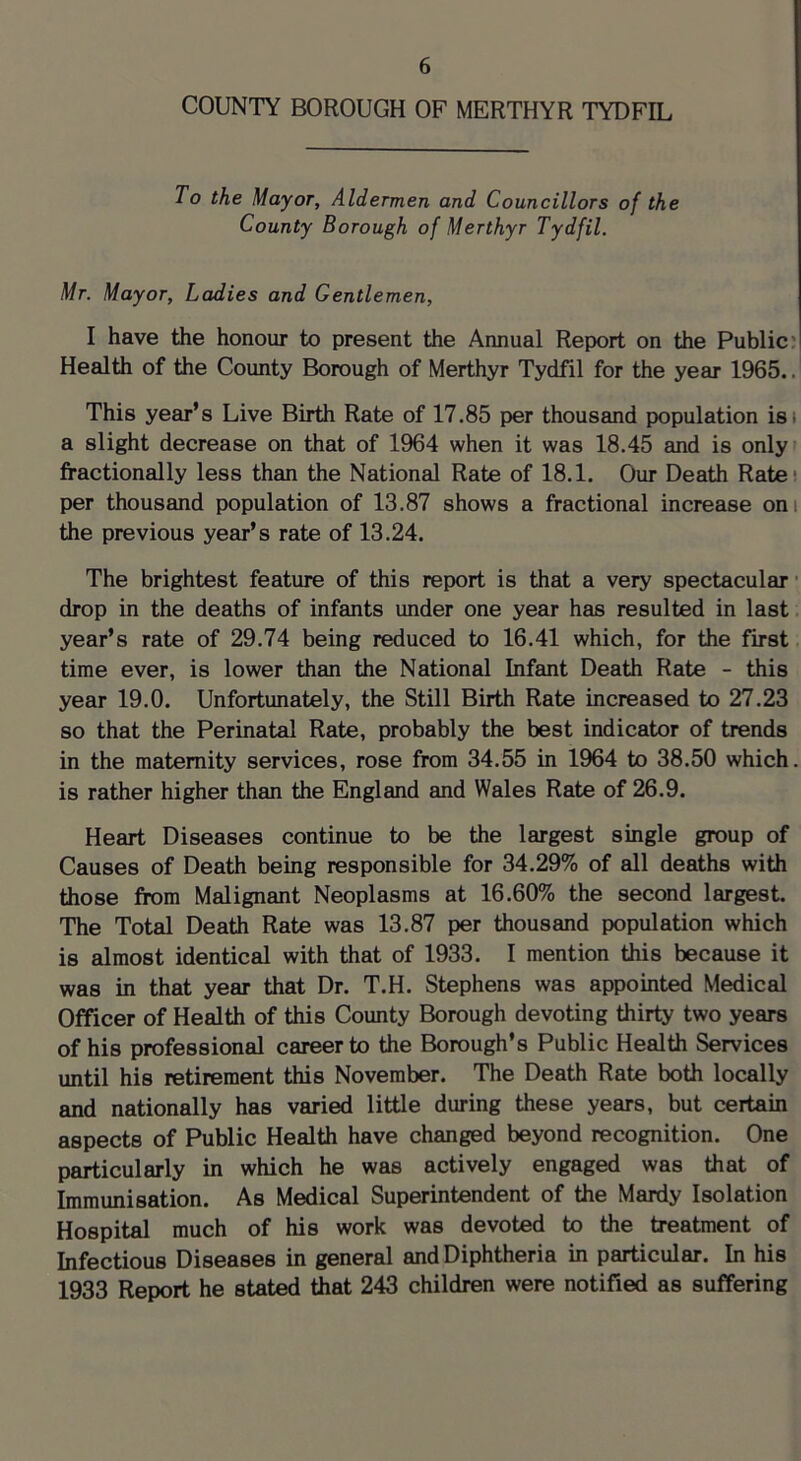 6
COUNTY BOROUGH OF MERTHYR TYDFIL
To the Mayor, Aldermen and Councillors of the
County Borough of Merthyr Tydfil.
Mr. Mayor, Ladies and Gentlemen,
I have the honour to present the Annual Report on the Public
Health of the County Borough of Merthyr Tydfil for the year 1965.
This year's Live Birth Rate of 17.85 per thousand population is
a slight decrease on that of 1964 when it was 18.45 and is only
fractionally less than the National Rate of 18.1. Our Death Rate
per thousand population of 13.87 shows a fractional increase on
the previous year's rate of 13.24.
The brightest feature of this report is that a very spectacular
drop in the deaths of infants under one year has resulted in last
year's rate of 29.74 being reduced to 16.41 which, for the first
time ever, is lower than the National Infant Death Rate - this
year 19.0. Unfortunately, the Still Birth Rate increased to 27.23
so that the Perinatal Rate, probably the best indicator of trends
in the maternity services, rose from 34.55 in 1964 to 38.50 which.
is rather higher than the England and Wales Rate of 26.9.
Heart Diseases continue to be the largest single group of
Causes of Death being responsible for 34.29% of all deaths with
those from Malignant Neoplasms at 16.60% the second largest.
The Total Death Rate was 13.87 per thousand population which
is almost identical with that of 1933. I mention this because it
was in that year that Dr. T.H. Stephens was appointed Medical
Officer of Health of this County Borough devoting thirty two years
of his professional career to the Borough's Public Health Services
until his retirement this November. The Death Rate both locally
and nationally has varied little during these years, but certain
aspects of Public Health have changed beyond recognition. One
particularly in which he was actively engaged was that of
Immunisation. As Medical Superintendent of the Mardy Isolation
Hospital much of his work was devoted to the treatment of
Infectious Diseases in general and Diphtheria in particular. In his
1933 Report he stated that 243 children were notified as suffering